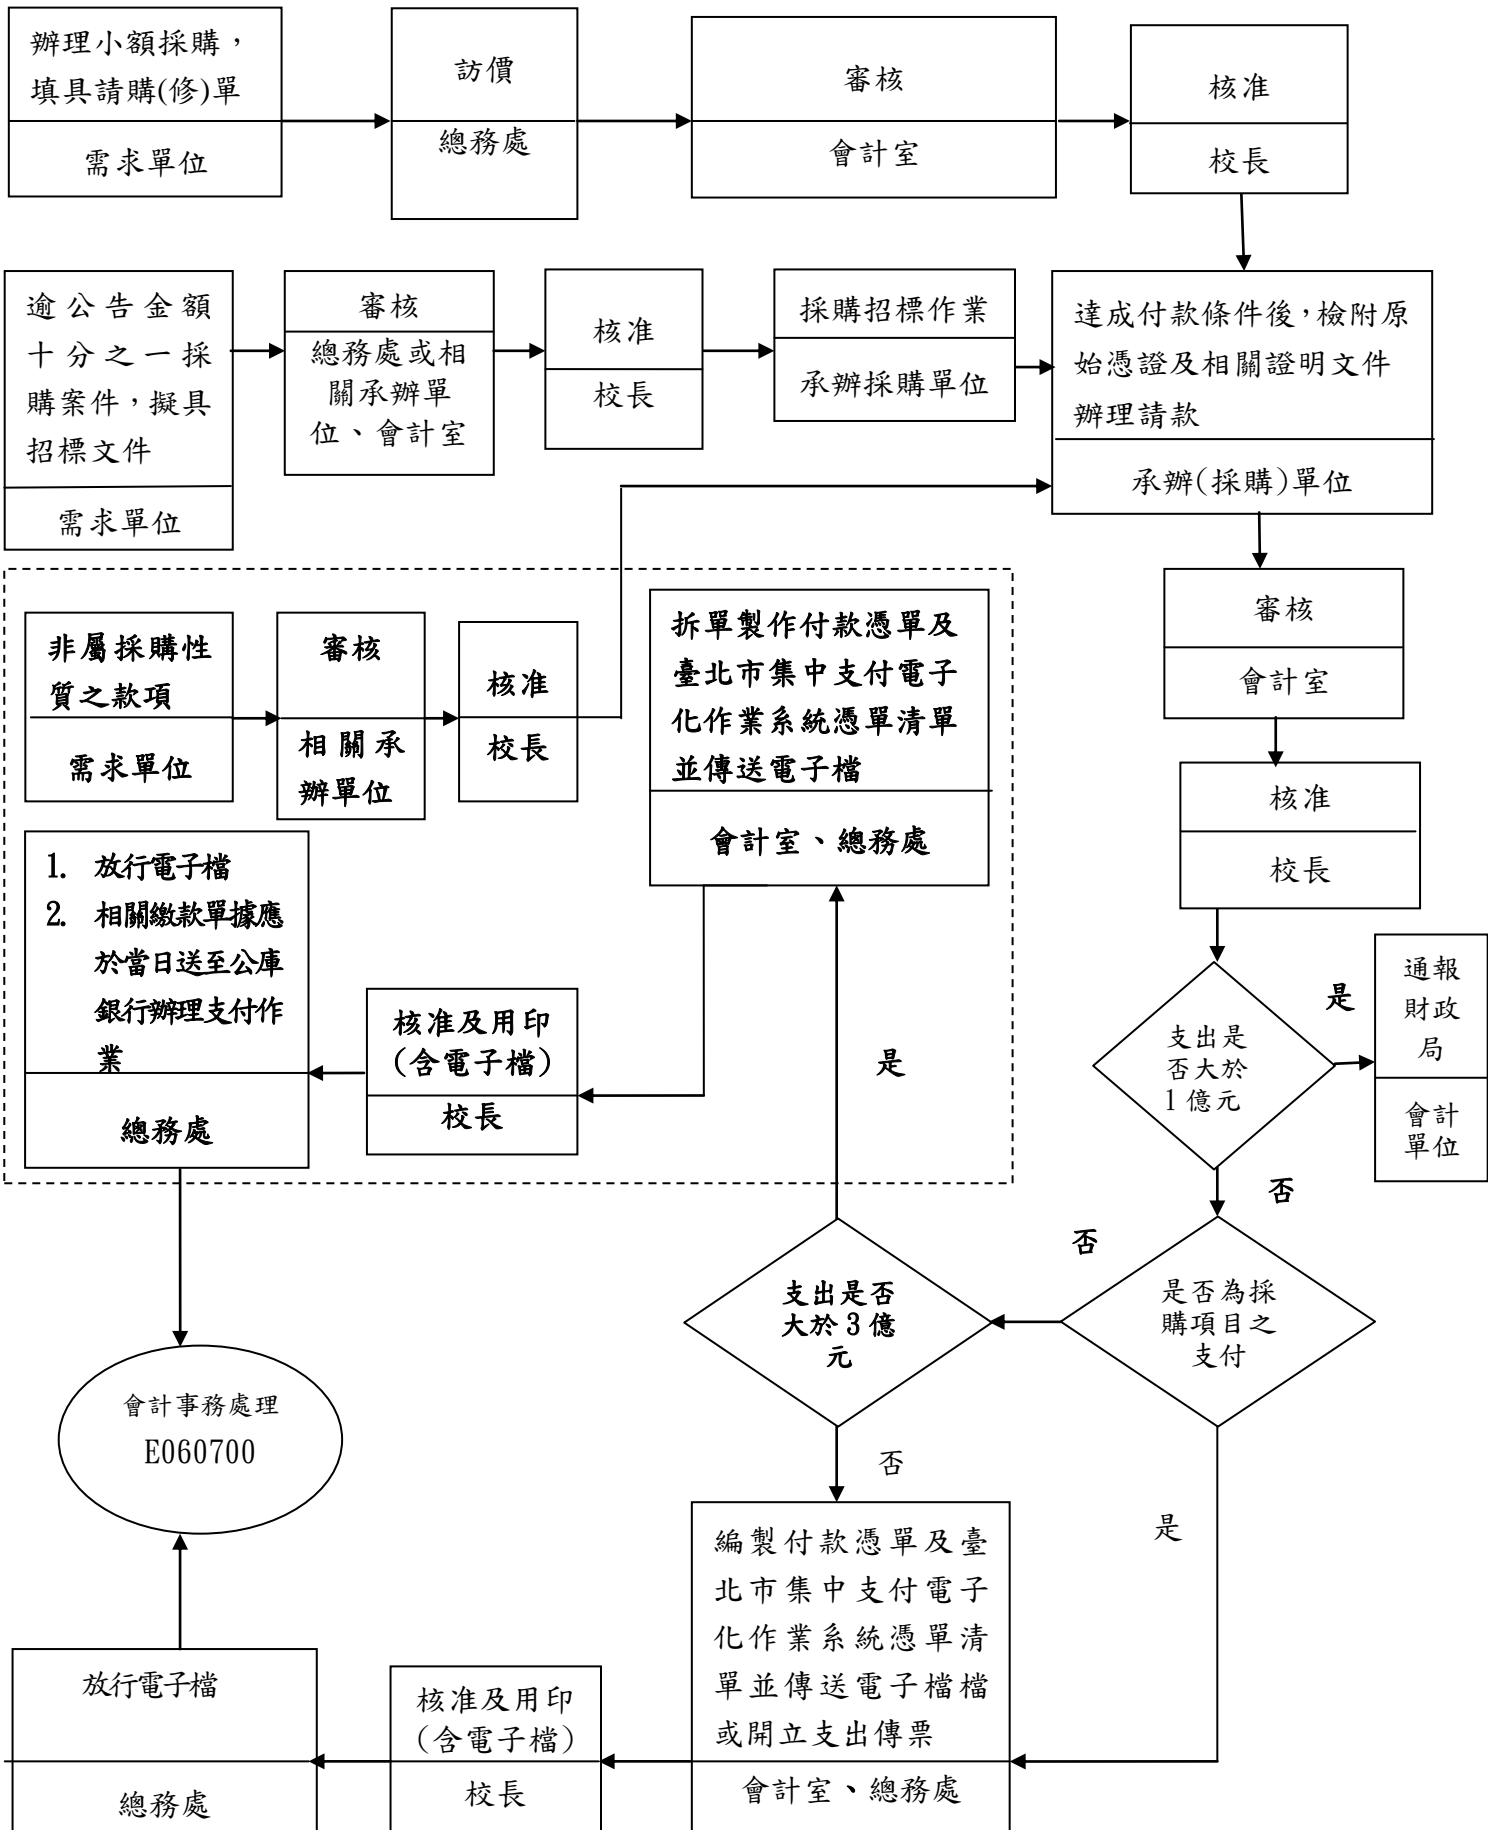 辦理小額採購，
填具請購(修)單
需求單位
訪價
總務處
審核
會計室
核准
校長
逾公告金額
十分之一採
購案件，擬具
招標文件
需求單位
審核
總務處或相
關承辦單
位、會計室
核准
校長
採購招標作業
承辦採購單位
達成付款條件後，檢附原
始憑證及相關證明文件
辦理請款
承辦(採購)單位
審核
會計室
核准
校長
非屬採購性
質之款項
需求單位
審核
相關承
辦單位
核准
校長
拆單製作付款憑單及
臺北市集中支付電子
化作業系統憑單清單
並傳送電子檔
會計室、總務處
1. 放行電子檔
2. 相關繳款單據應
於當日送至公庫
銀行辦理支付作
業
總務處
核准及用印
(含電子檔)
校長
是
支出是
否大於
1億元
是
通報
財政
局
會計
單位
否
否
支出是否
大於3億
元
是否為採
購項目之
支付
會計事務處理
E060700
否
是
編製付款憑單及臺
北市集中支付電子
化作業系統憑單清
單並傳送電子檔檔
或開立支出傳票
會計室、總務處
核准及用印
(含電子檔)
校長
放行電子檔
總務處